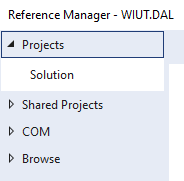 Reference Manager - WIUT.DAL
Projects
Solution
Shared Projects
COM
Browse